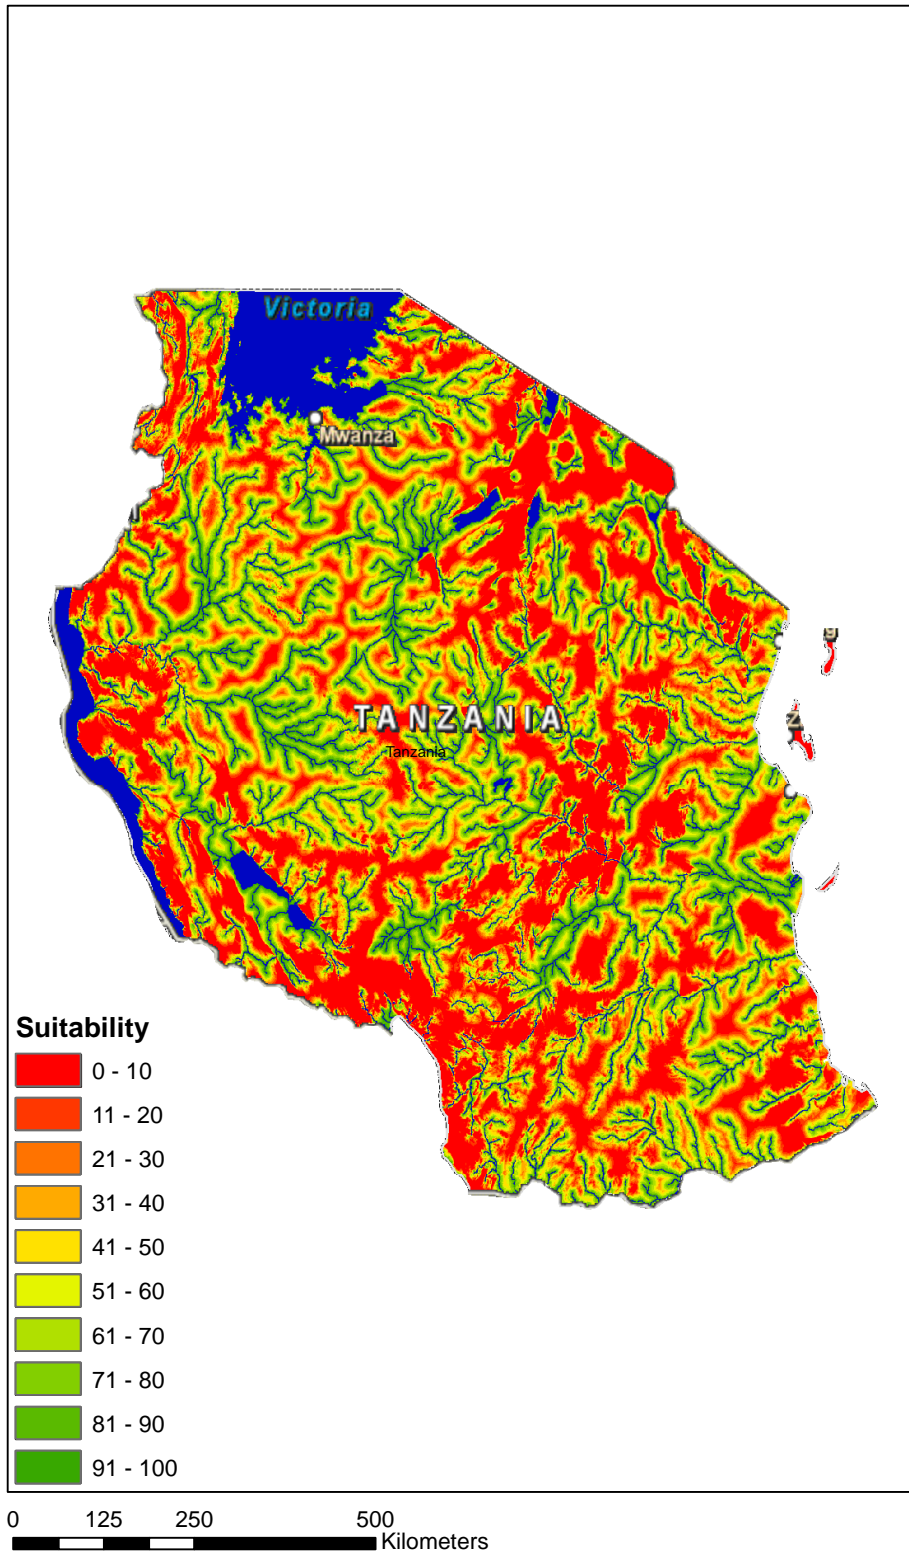 Victoria
Mwanza
TANZANIA
Tanzania
Z
Suitability
0 - 10
11 - 20
21 - 30
31 - 40
41 - 50
51 - 60
61 - 70
71 - 80
81 - 90
91 - 100
0 125 250 500
Kilometers